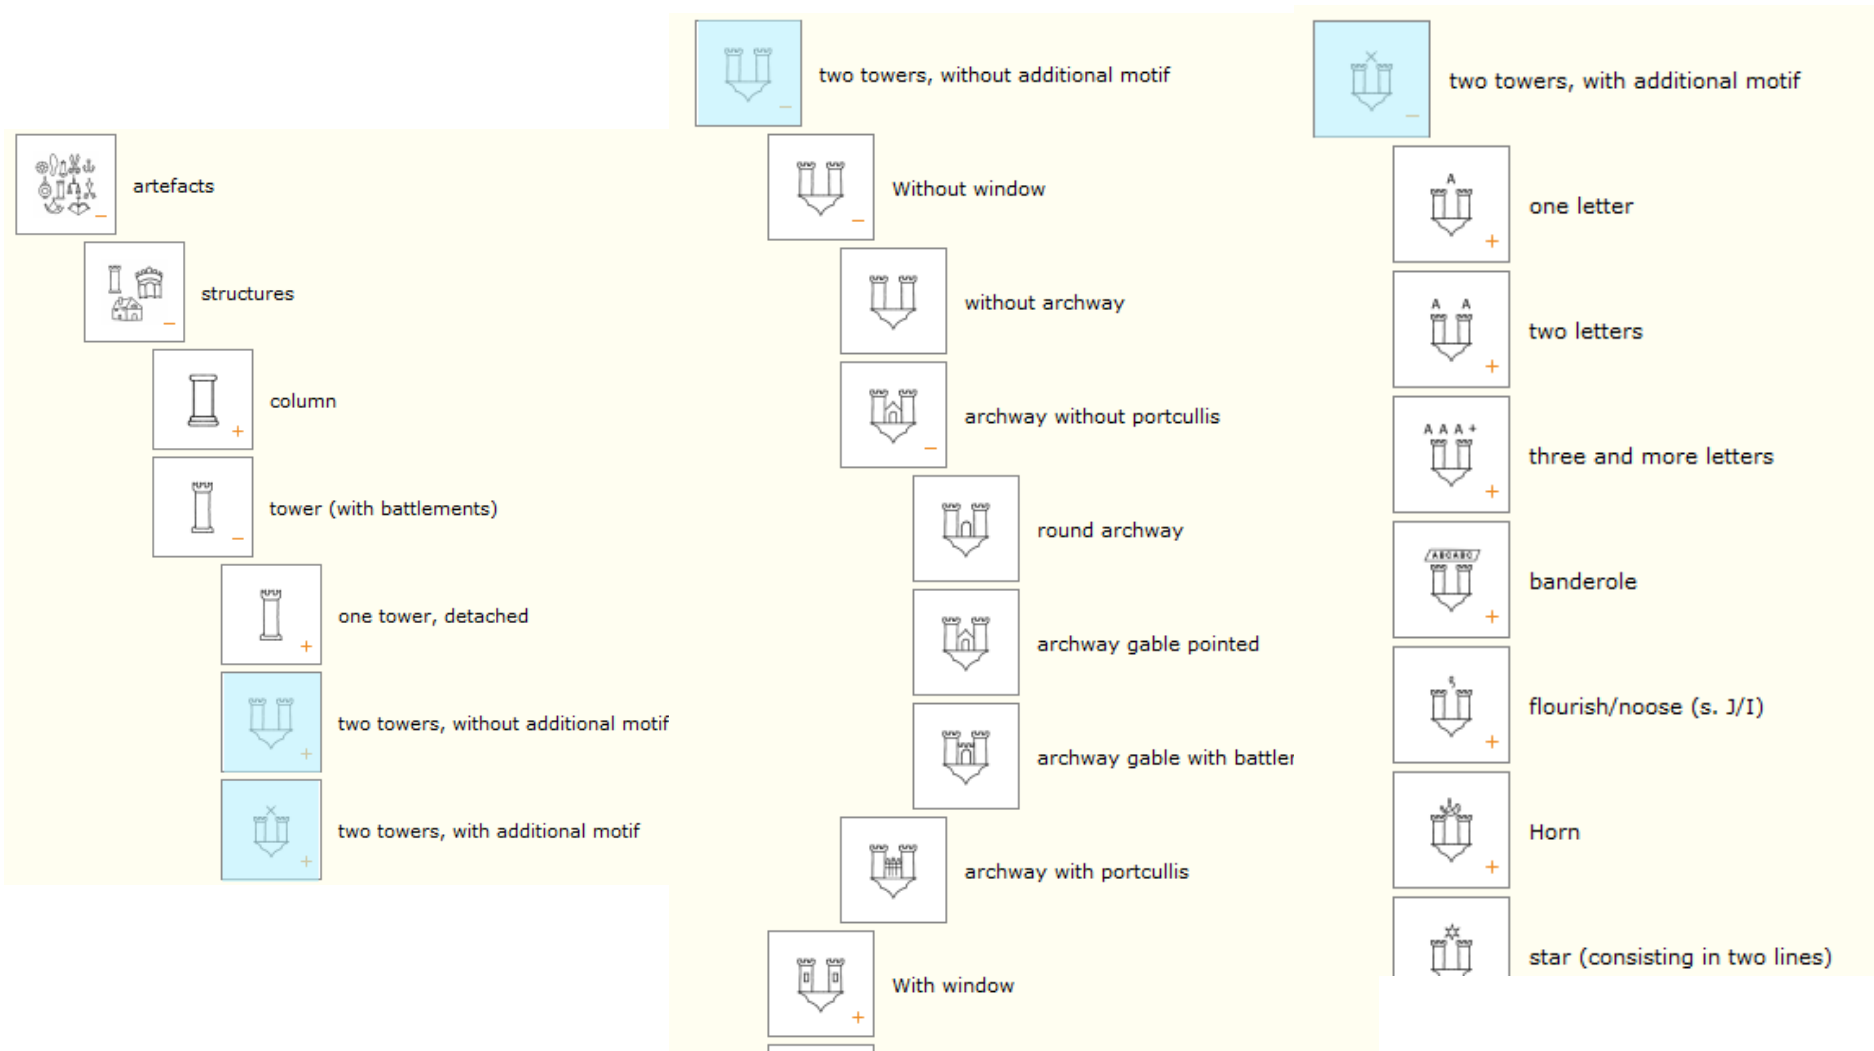 artefacts
structures
column
tower (with battlements)
one tower, detached
two towers, without additional motif
two towers, with additional motif
two towers, without additional motif
Without window
without archway
archway without portcullis
round archway
archway gable pointed
archway gable with battler
archway with portcullis
With window
two towers, with additional motif
A
one letter
A A
two letters
A A A +
three and more letters
ABCABC
banderole
flourish/noose (s. J/I)
Horn
star (consisting in two lines)